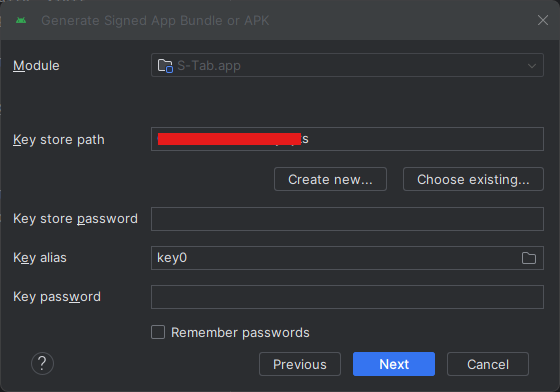 Generate Signed App Bundle or APK
Module
S-Tab.app
Key store path
Create new...
Choose existing...
Key store password
Key alias
key0
Key password
Remember passwords
?
Previous
Next
Cancel